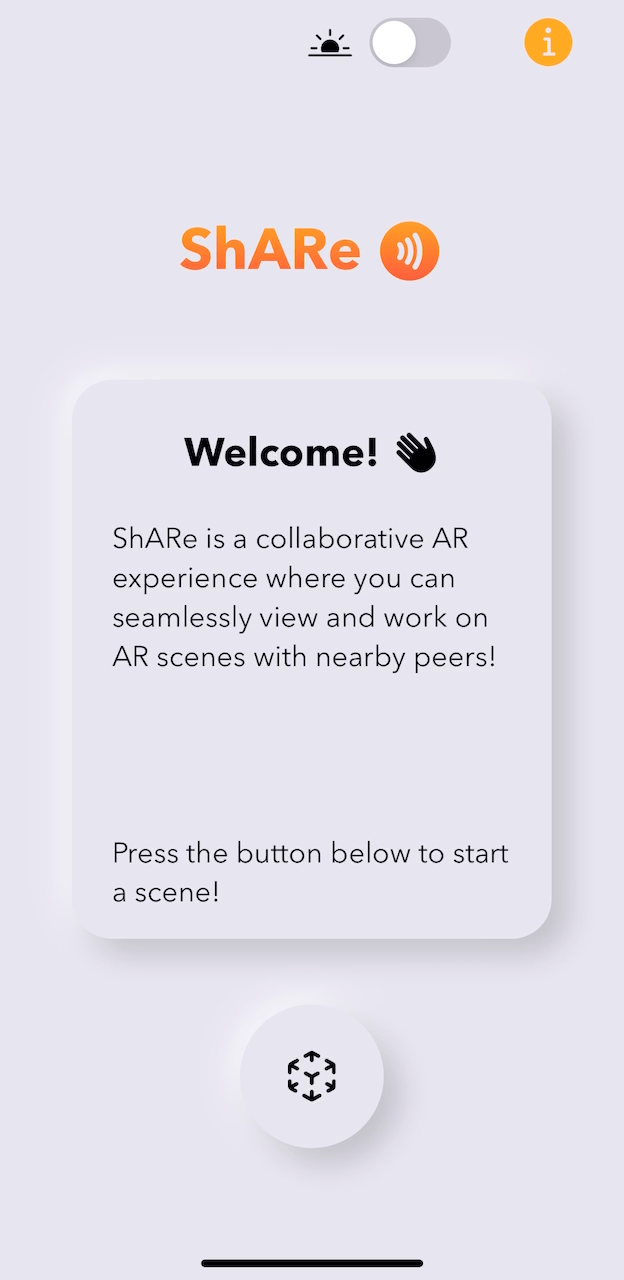 ShARe
Welcome!
ShARe is a collaborative AR
experience where you can
seamlessly view and work on
AR scenes with nearby peers!
Press the button below to start
a scene!